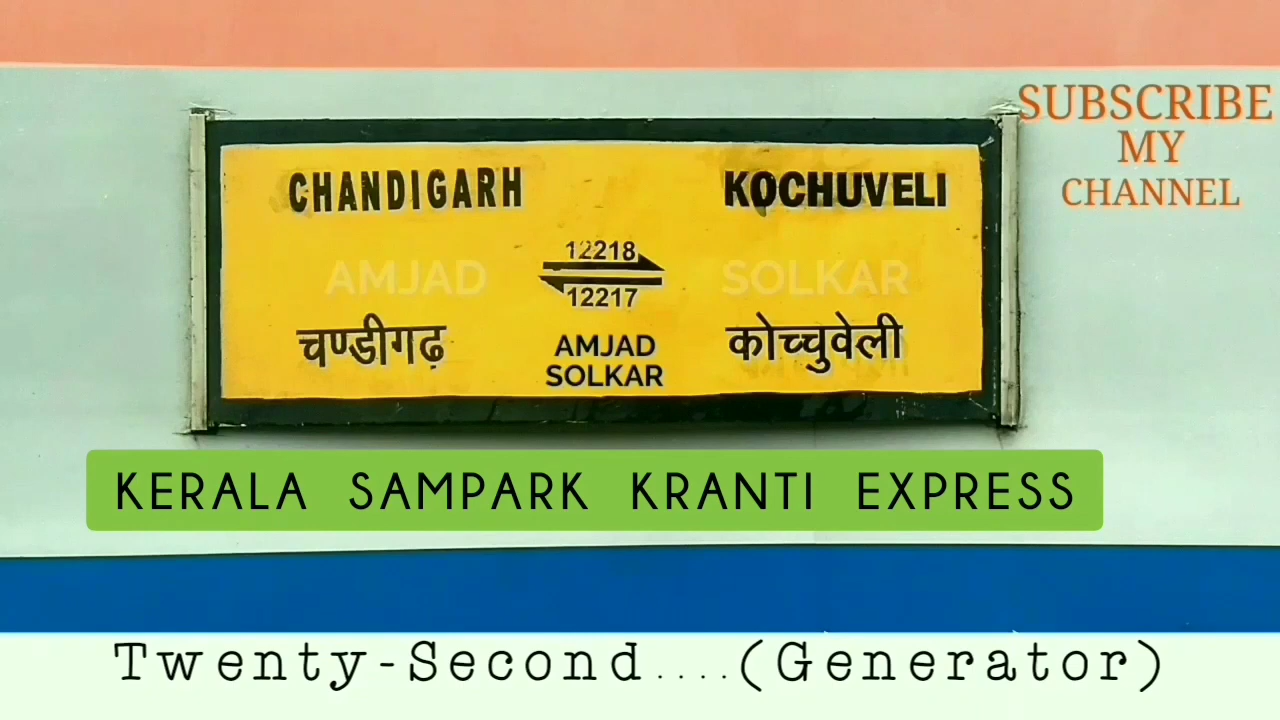 SUBSCRIBE
MY
CHANNEL
CHANDIGARH KOCHUVELI
12218
AMJAD SOLKAR
12217
चण्डीगढ़ कोच्चुवेली
AMJAD
SOLKAR
KERALA SAMPARK KRANTI EXPRESS
Twenty-Second....(Generator)